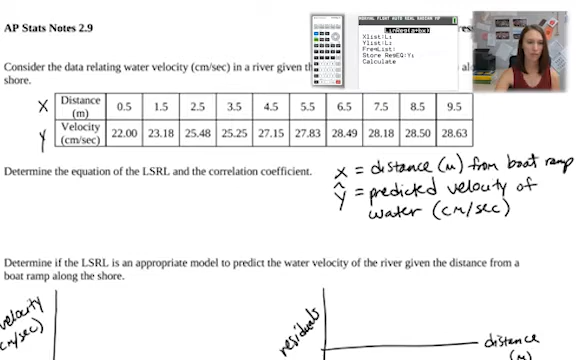 AP Stats Notes 2.9
NORMAL FLOAT AUTO REAL RADIAN MP
LinReg(a+bx)
Xlist:L₁
Ylist:L₂
FreqList:
Store RegEQ:Y₁
Calculate
Consider the data relating water velocity (cm/sec) in a river given th
shore.
X Distance (m) 0.5 1.5 2.5 3.5 4.5 5.5 6.5 7.5 8.5 9.5
Y Velocity (cm/sec) 22.00 23.18 25.48 25.25 27.15 27.83 28.49 28.18 28.50 28.63
Determine the equation of the LSRL and the correlation coefficient.
X = distance (m) from boat ramp
ŷ = predicted velocity of
water (cm/sec)
Determine if the LSRL is an appropriate model to predict the water velocity of the river given the distance from a
boat ramp along the shore.
velocity
cm/sec)
residuals
distance
(m)